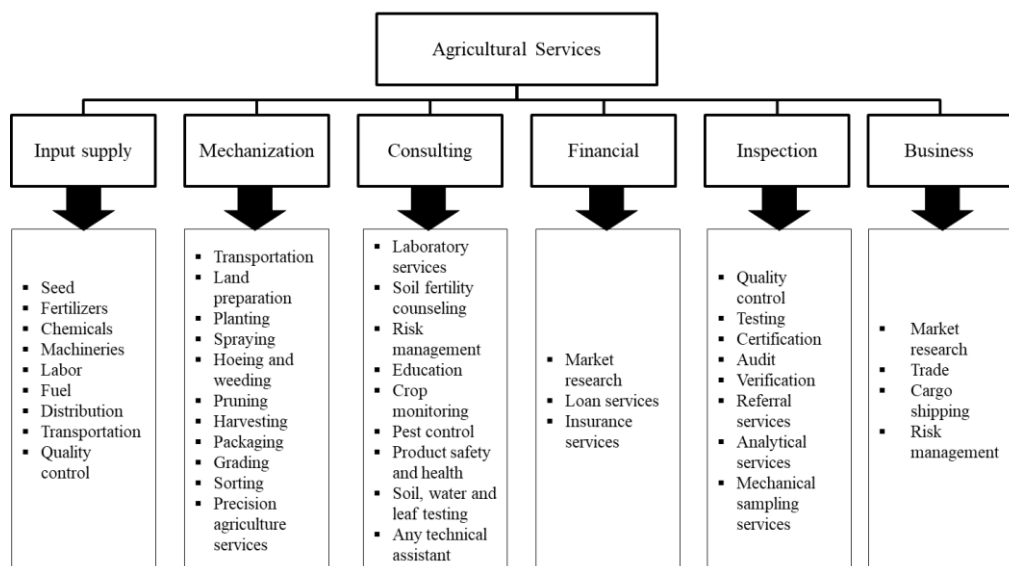 Agricultural Services
Input supply
Mechanization
Consulting
Financial
Inspection
Business
▪ Seed
▪ Fertilizers
▪ Chemicals
▪ Machineries
▪ Labor
▪ Fuel
▪ Distribution
▪ Transportation
▪ Quality
control
▪ Transportation
▪ Land
preparation
▪ Planting
▪ Spraying
▪ Hoeing and
weeding
▪ Pruning
▪ Harvesting
▪ Packaging
▪ Grading
▪ Sorting
▪ Precision
agriculture
services
▪ Laboratory
services
▪ Soil fertility
counseling
▪ Risk
management
▪ Education
▪ Crop
monitoring
▪ Pest control
▪ Product safety
and health
▪ Soil, water and
leaf testing
▪ Any technical
assistant
▪ Market
research
▪ Loan services
▪ Insurance
services
▪ Quality
control
▪ Testing
▪ Certification
▪ Audit
▪ Verification
▪ Referral
services
▪ Analytical
services
▪ Mechanical
sampling
services
▪ Market
research
▪ Trade
▪ Cargo
shipping
▪ Risk
management